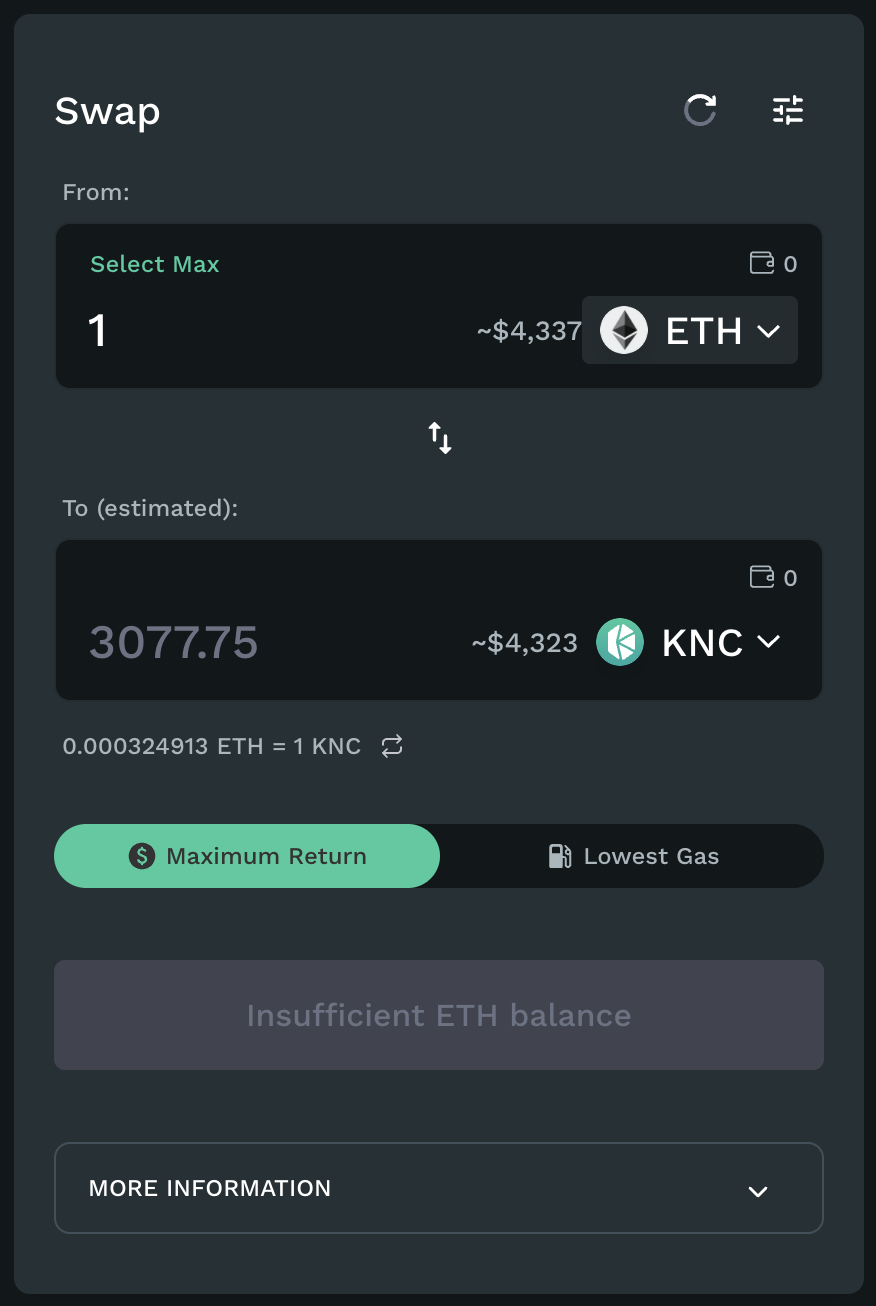 Swap
From:
Select Max 0
1 ~$4,337 ETH
To (estimated):
0
3077.75 ~$4,323 KNC
0.000324913 ETH = 1 KNC
$ Maximum Return Lowest Gas
Insufficient ETH balance
MORE INFORMATION